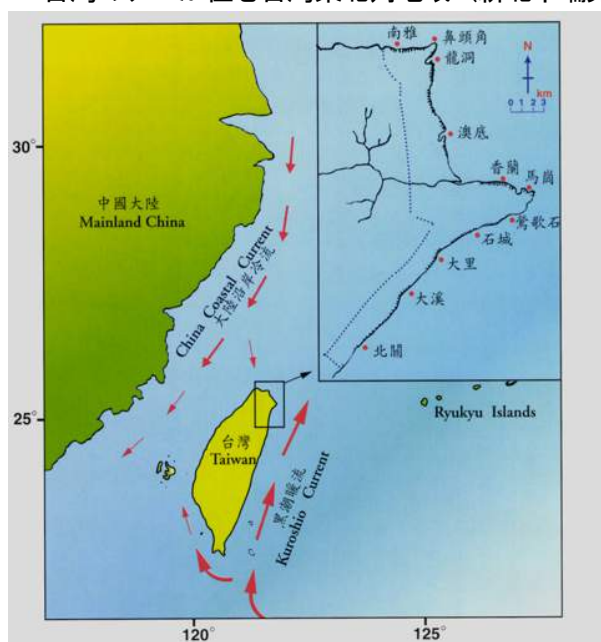 南雅
鼻頭角
龍洞
N
km
0 1 2 3
澳底
30°
香蘭
馬崗
鶯歌石
石城
大里
大溪
北關
中國大陸
Mainland China
China Coastal Current
大陸沿岸冷流
25°
Ryukyu Islands
台灣
Taiwan
黑潮暖流
Kuroshio Current
120°
125°